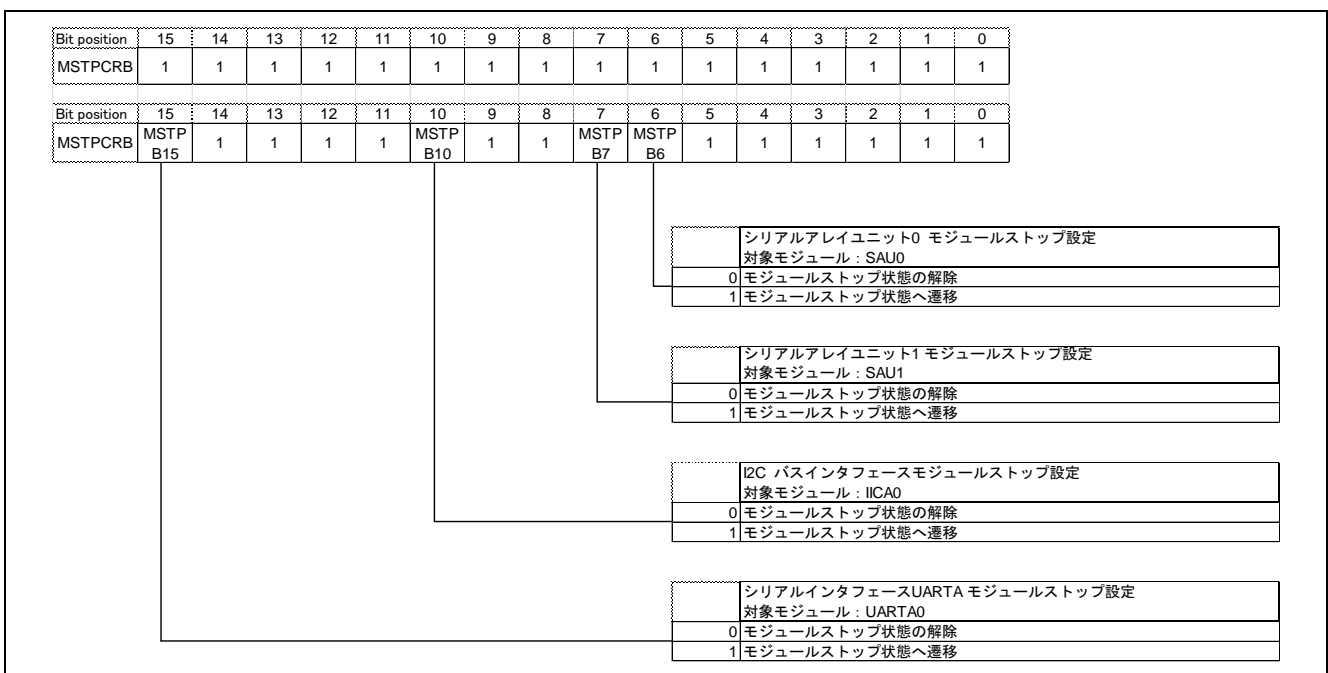 Bit position 15 14 13 12 11 10 9 8 7 6 5 4 3 2 1 0
MSTPCRB 1 1 1 1 1 1 1 1 1 1 1 1 1 1 1 1
Bit position 15 14 13 12 11 10 9 8 7 6 5 4 3 2 1 0
MSTPCRB MSTP B15 1 1 1 1 MSTP B10 1 1 MSTP B7 MSTP B6 1 1 1 1 1 1
シリアルアレイユニット0 モジュールストップ設定
対象モジュール：SAU0
0 モジュールストップ状態の解除
1 モジュールストップ状態へ遷移
シリアルアレイユニット1 モジュールストップ設定
対象モジュール：SAU1
0 モジュールストップ状態の解除
1 モジュールストップ状態へ遷移
I2C バスインタフェースモジュールストップ設定
対象モジュール：IICA0
0 モジュールストップ状態の解除
1 モジュールストップ状態へ遷移
シリアルインタフェースUARTA モジュールストップ設定
対象モジュール：UARTA0
0 モジュールストップ状態の解除
1 モジュールストップ状態へ遷移